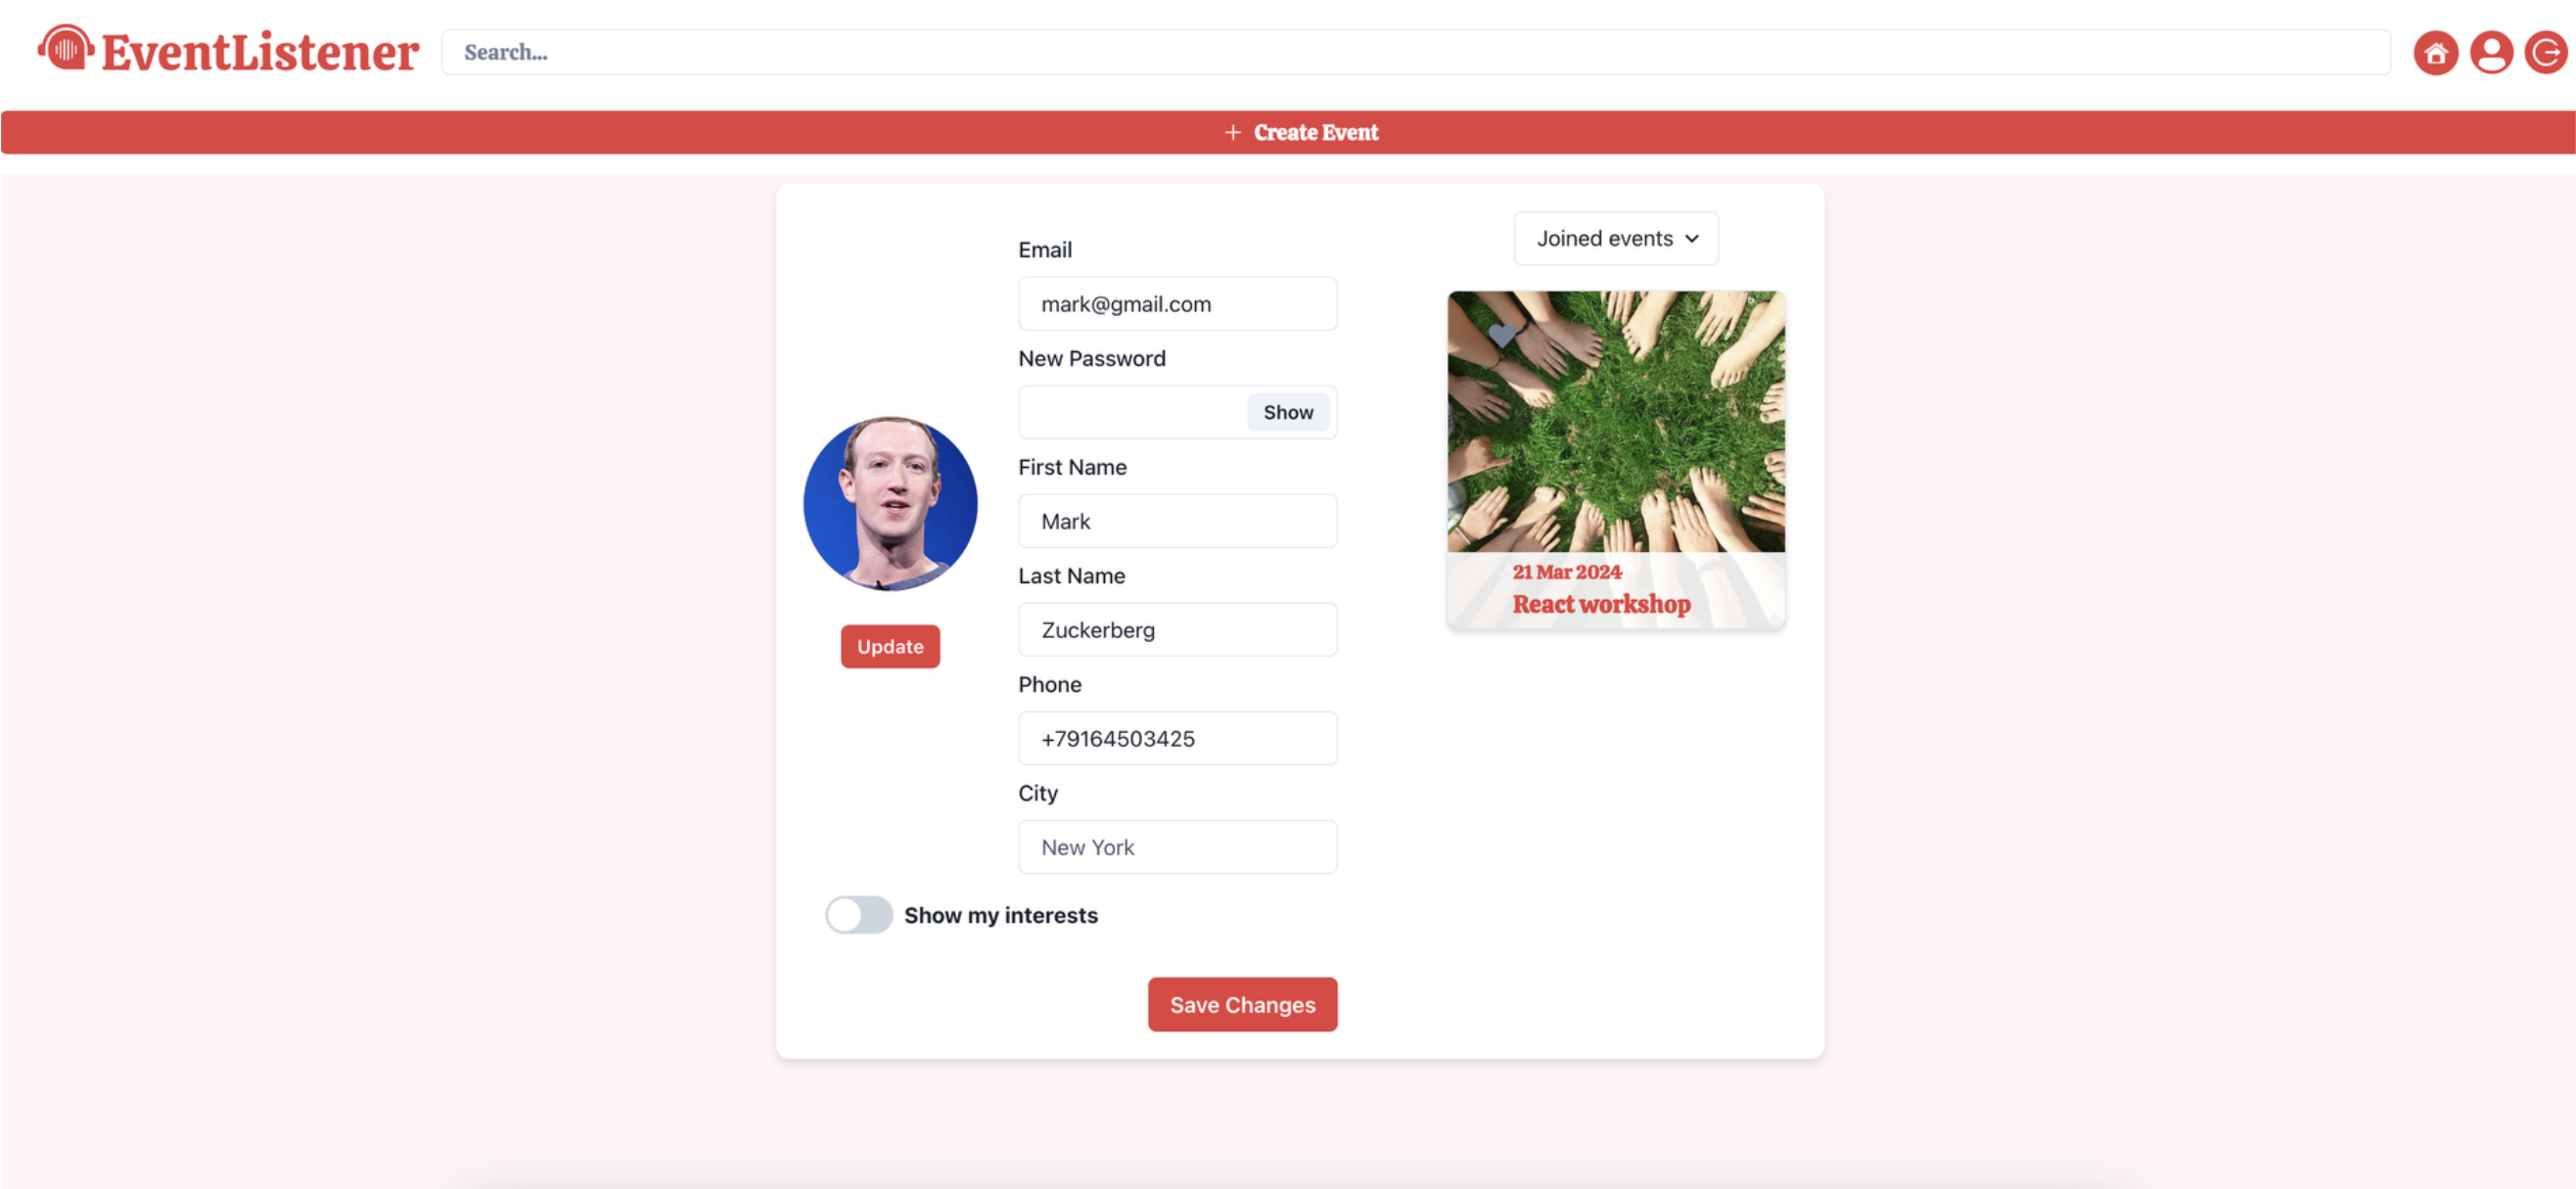 EventListener
Search...
+ Create Event
Email
mark@gmail.com
New Password
Show
First Name
Mark
Last Name
Zuckerberg
Phone
+79164503425
City
New York
Update
Show my interests
Save Changes
Joined events
21 Mar 2024
React workshop